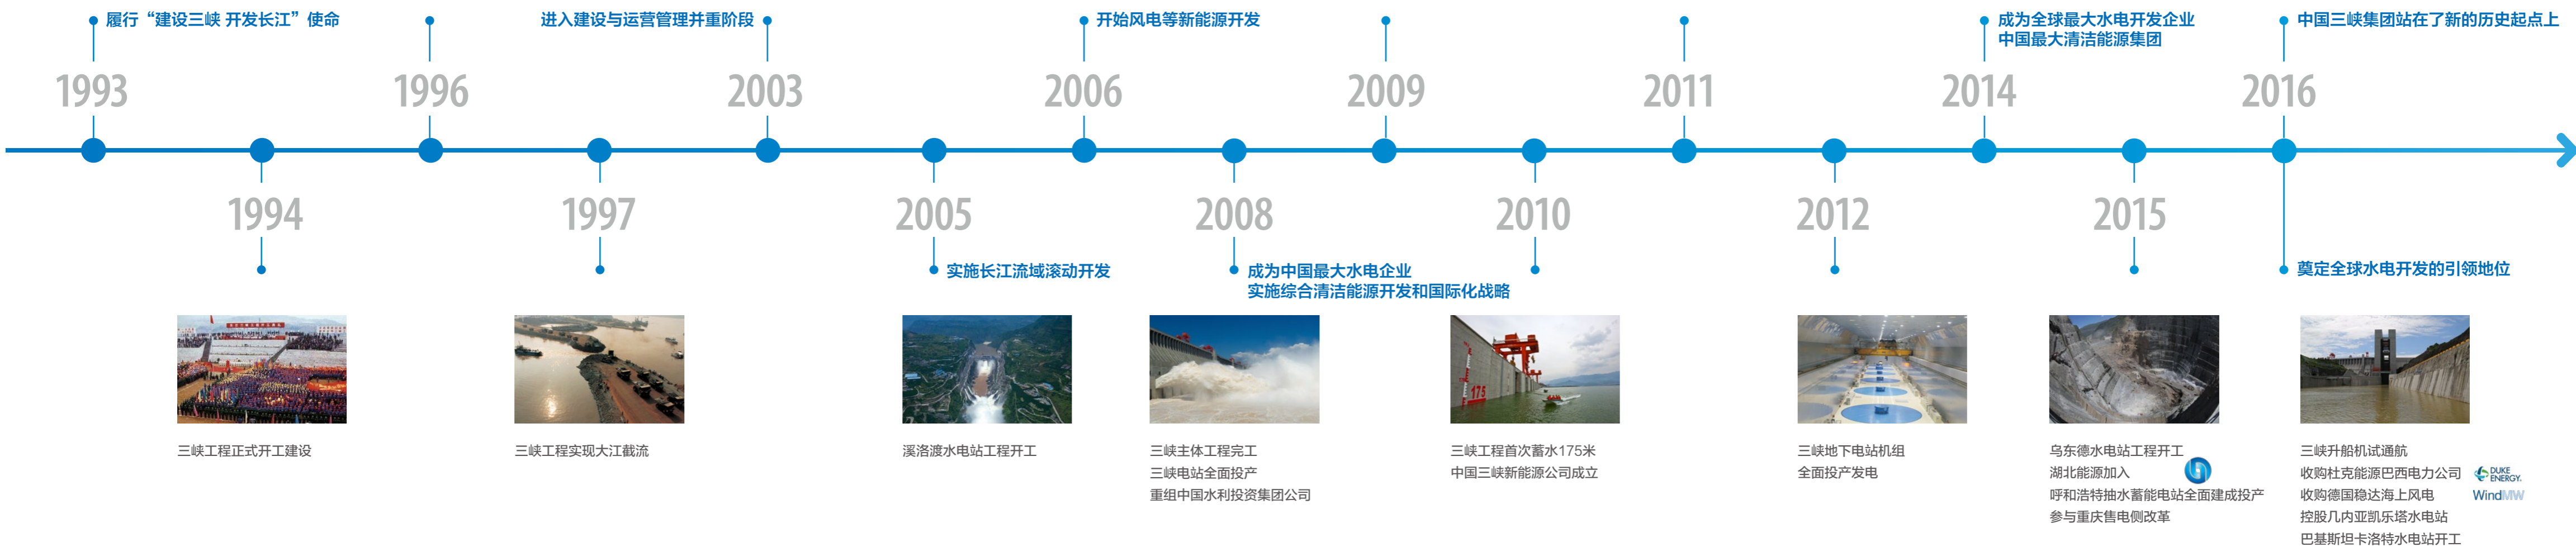 履行“建设三峡 开发长江”使命
进入建设与运营管理并重阶段
开始风电等新能源开发
成为全球最大水电开发企业
中国最大清洁能源集团
中国三峡集团站在了新的历史起点上
1993
1996
2003
2006
2009
2011
2014
2016
1994
1997
2005
2008
2010
2012
2015
实施长江流域滚动开发
成为中国最大水电企业
实施综合清洁能源开发和国际化战略
奠定全球水电开发的引领地位
175
三峡工程正式开工建设
三峡工程实现大江截流
溪洛渡水电站工程开工
三峡主体工程完工
三峡电站全面投产
重组中国水利投资集团公司
三峡工程首次蓄水175米
中国三峡新能源公司成立
三峡地下电站机组
全面投产发电
乌东德水电站工程开工
湖北能源加入
呼和浩特抽水蓄能电站全面建成投产
参与重庆售电侧改革
三峡升船机试通航
收购杜克能源巴西电力公司
DUKE
ENERGY.
收购德国稳达海上风电
WindMW
控股几内亚凯乐塔水电站
巴基斯坦卡洛特水电站开工